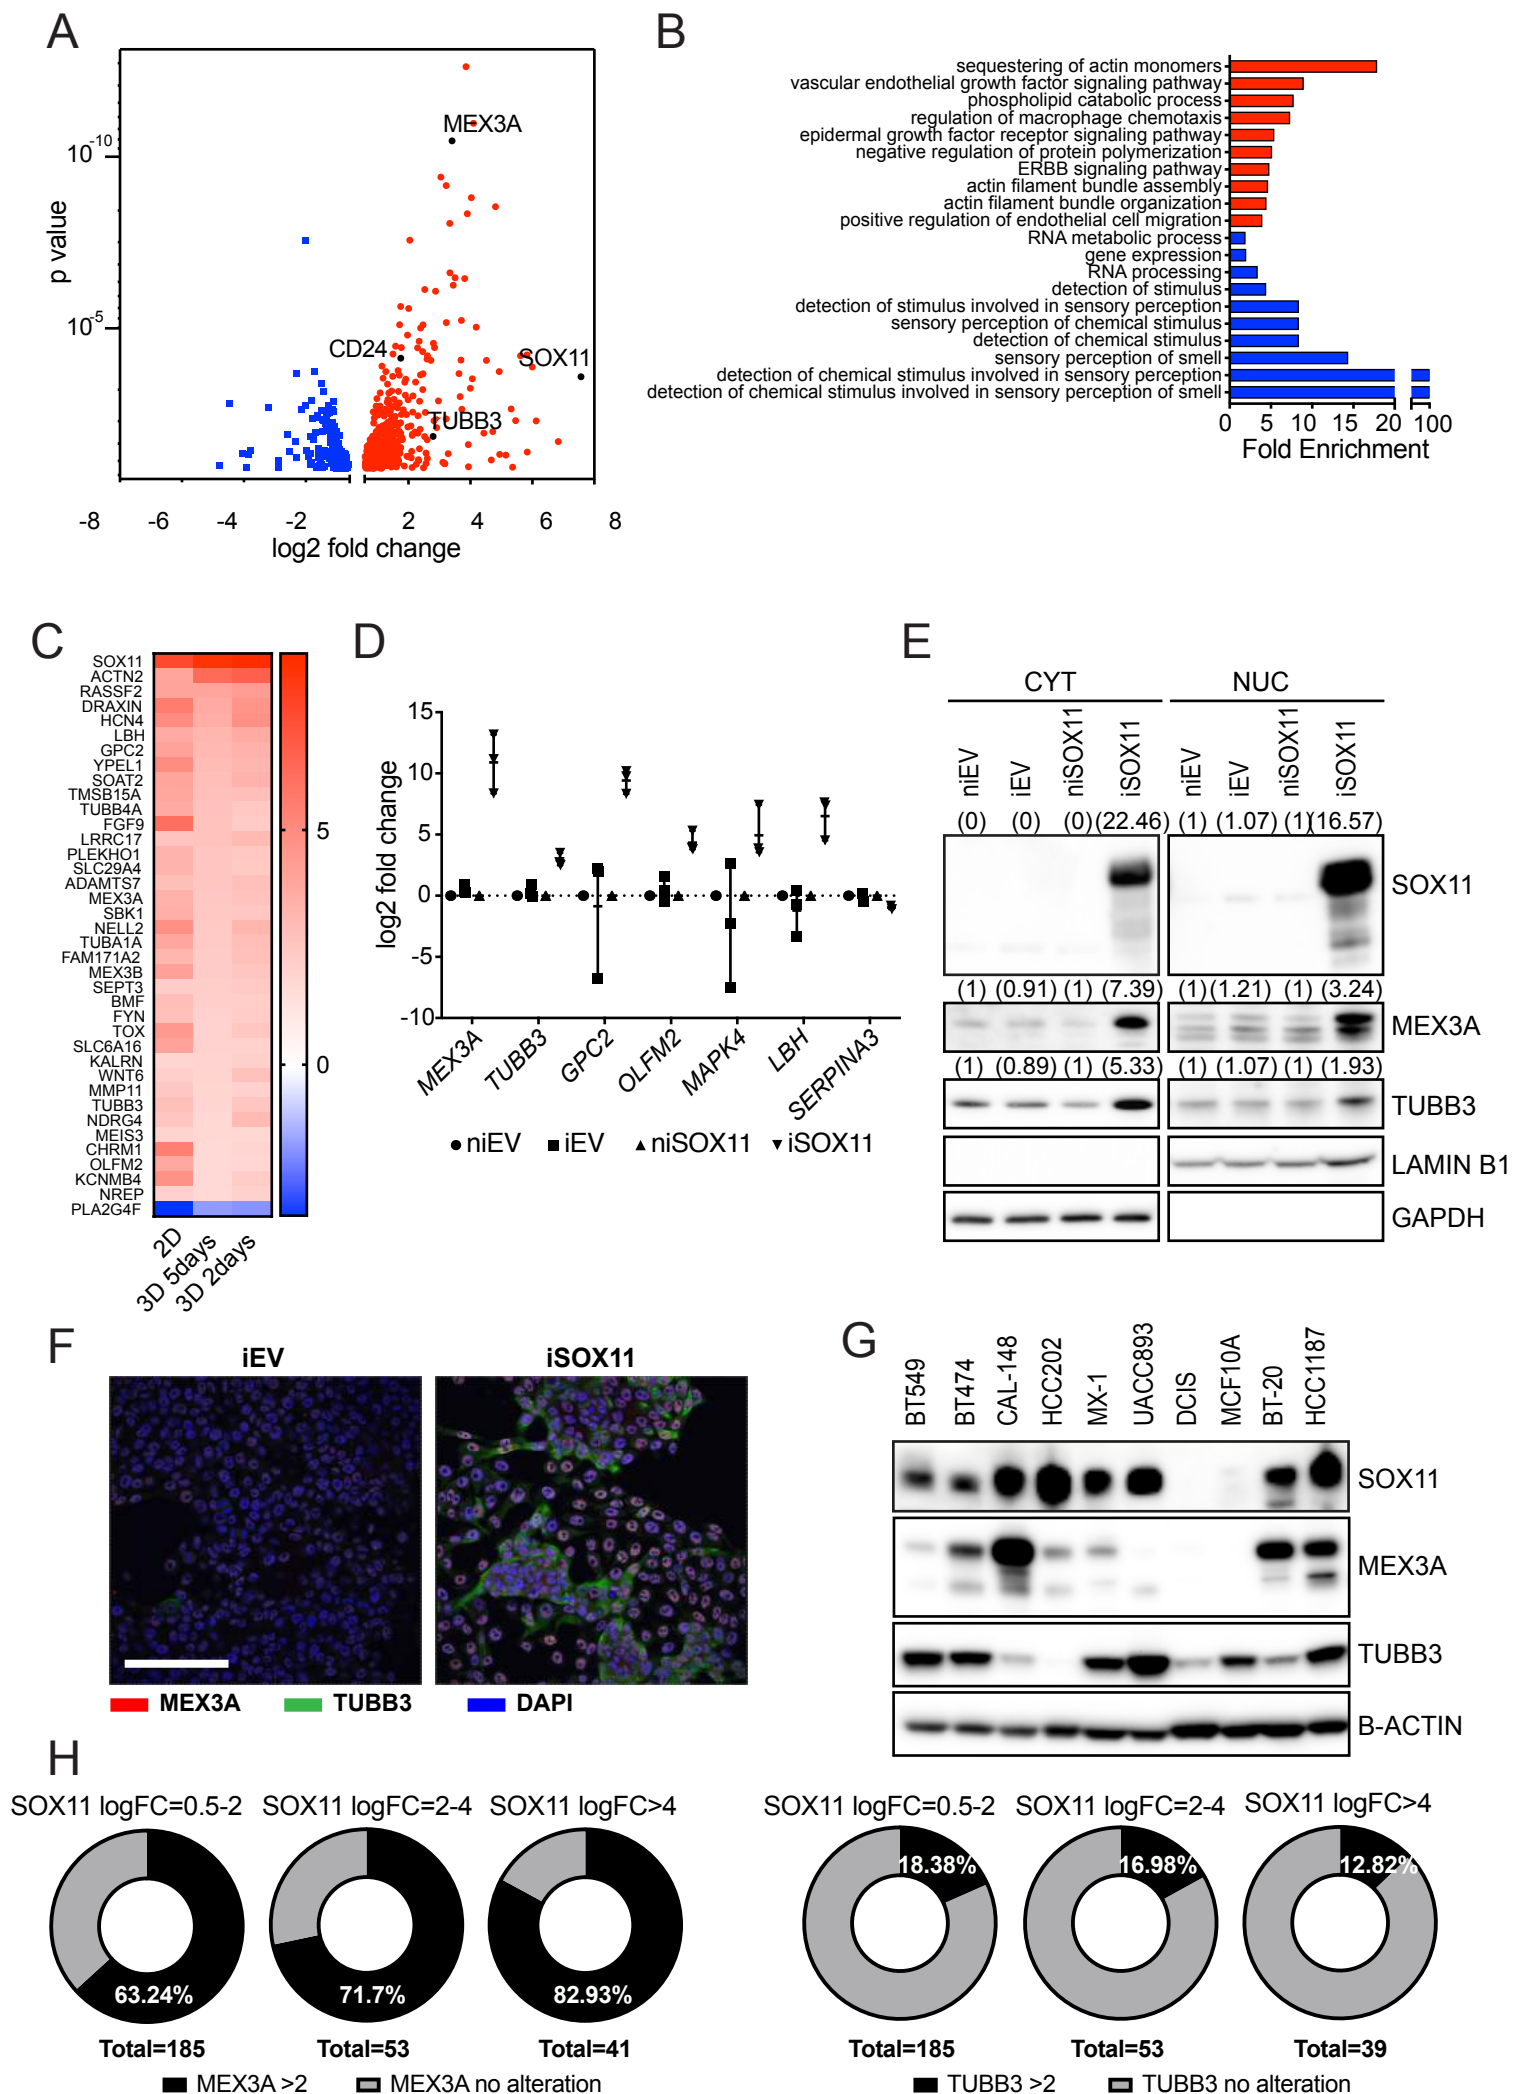 A
p value
10-10
10-5
MEX3A
CD24
SOX11
TUBB3
-8 -6 -4 -2 2 4 6 8
log2 fold change
B
sequestering of actin monomers
vascular endothelial growth factor signaling pathway
phospholipid catabolic process
regulation of macrophage chemotaxis
epidermal growth factor receptor signaling pathway
negative regulation of protein polymerization
ERBB signaling pathway
actin filament bundle assembly
actin filament bundle organization
positive regulation of endothelial cell migration
RNA metabolic process
gene expression
RNA processing
detection of stimulus
detection of stimulus involved in sensory perception
sensory perception of chemical stimulus
detection of chemical stimulus
sensory perception of smell
detection of chemical stimulus involved in sensory perception
detection of chemical stimulus involved in sensory perception of smell
0 5 10 15 20 100
Fold Enrichment
C
SOX11
ACTN2
RASSF2
DRAXIN
HCN4
LBH
GPC2
YPEL1
SOAT2
TMSB15A
TUBB4A
FGF9
LRRC17
PLEKHO1
SLC29A4
ADAMTS7
MEX3A
SBK1
NELL2
TUBA1A
FAM171A2
MEX3B
SEPT3
BMF
FYN
TOX
SLC6A16
KALRN
WNT6
MMP11
TUBB3
NDRG4
MEIS3
CHRM1
OLFM2
KCNMB4
NREP
PLA2G4F
5
0
2D
3D 5days
3D 2days
D
log2 fold change
15
10
5
0
-5
-10
MEX3A
TUBB3
GPC2
OLFM2
MAPK4
LBH
SERPINA3
niEV iEV niSOX11 iSOX11
E
CYT NUC
niEV iEV niSOX11 iSOX11 niEV iEV niSOX11 iSOX11
(0) (0) (0) (22.46) (1) (1.07) (1) (16.57)
SOX11
(1) (0.91) (1) (7.39) (1) (1.21) (1) (3.24)
MEX3A
(1) (0.89) (1) (5.33) (1) (1.07) (1) (1.93)
TUBB3
LAMIN B1
GAPDH
F
iEV iSOX11
MEX3A TUBB3 DAPI
G
BT549 BT474 CAL-148 HCC202 MX-1 UACC893 DCIS MCF10A BT-20 HCC1187
SOX11
MEX3A
TUBB3
B-ACTIN
H
SOX11 logFC=0.5-2 SOX11 logFC=2-4 SOX11 logFC>4
63.24% 71.7% 82.93%
Total=185 Total=53 Total=41
MEX3A >2 MEX3A no alteration
SOX11 logFC=0.5-2 SOX11 logFC=2-4 SOX11 logFC>4
18.38% 16.98% 12.82%
Total=185 Total=53 Total=39
TUBB3 >2 TUBB3 no alteration